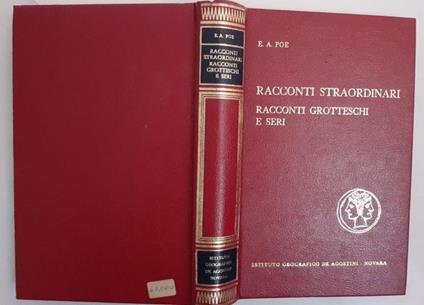 E. A. POE
RACCONTI
STRAORDINARI
RACCONTI
GROTTESCHI
E SERI
ISTITUTO
GEOGRAFICO
DE AGOSTINI
NOVARA
E. A. POE
RACCONTI STRAORDINARI
RACCONTI GROTTESCHI
E SERI
ISTITUTO GEOGRAFICO DE AGOSTINI - NOVARA